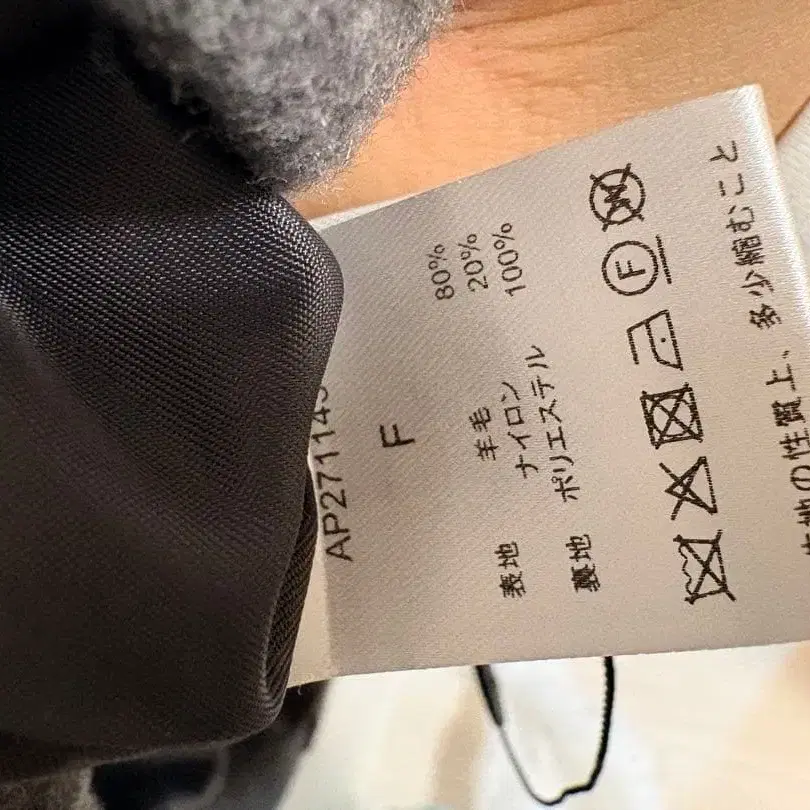 F
表地 羊毛 80%
ナイロン 20%
裏地 ポリエステル 100%
F W
生地の性質上、多少縮むこと